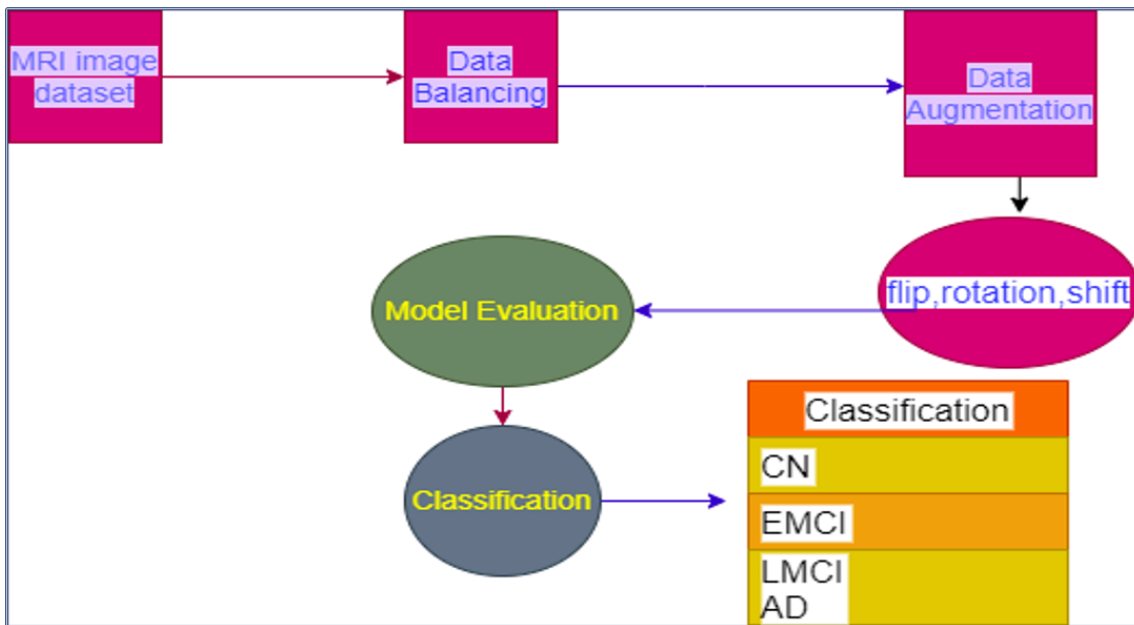 MRI image
dataset
Data
Balancing
Data
Augmentation
flip,rotation,shift
Model Evaluation
Classification
Classification
CN
EMCI
LMCI
AD